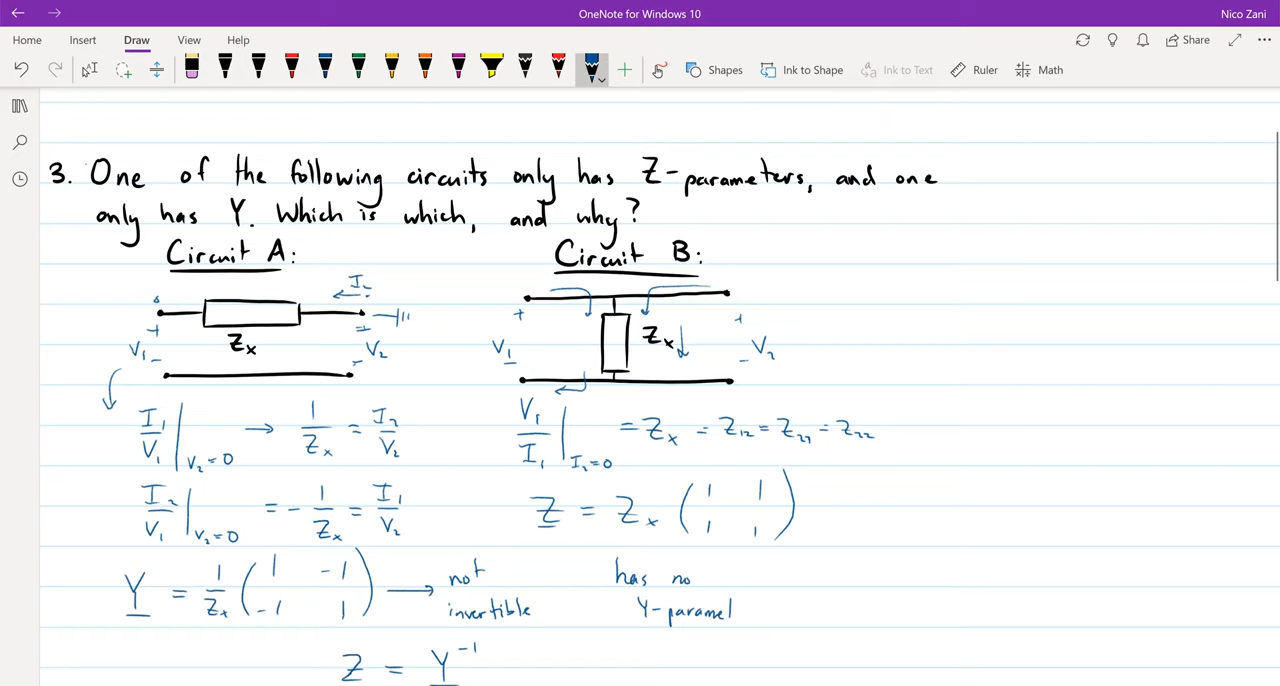 OneNote for Windows 10
Nico Zani
Home Insert Draw View Help
Share
Shapes Ink to Shape Ink to Text Ruler Math
3. One of the following circuits only has Z-parameters, and one
only has Y. Which is which, and why?
Circuit A:
Circuit B:
I₂
Zx
V₁
V₂
+
-
+
-
Zx
V₁
V₂
+
+
-
I₁/V₁ |V₂=0 → 1/Zx = I₂/V₂
I₂/V₁ |V₂=0 = - 1/Zx = I₁/V₂
Y = 1/Zx ( 1 -1 -1 1 ) → not invertible
Z = Y⁻¹
V₁/I₁ |I₂=0 = Zx = Z₁₂ = Z₂₁ = Z₂₂
Z = Zx ( 1 1 1 1 )
has no
Y-paramel